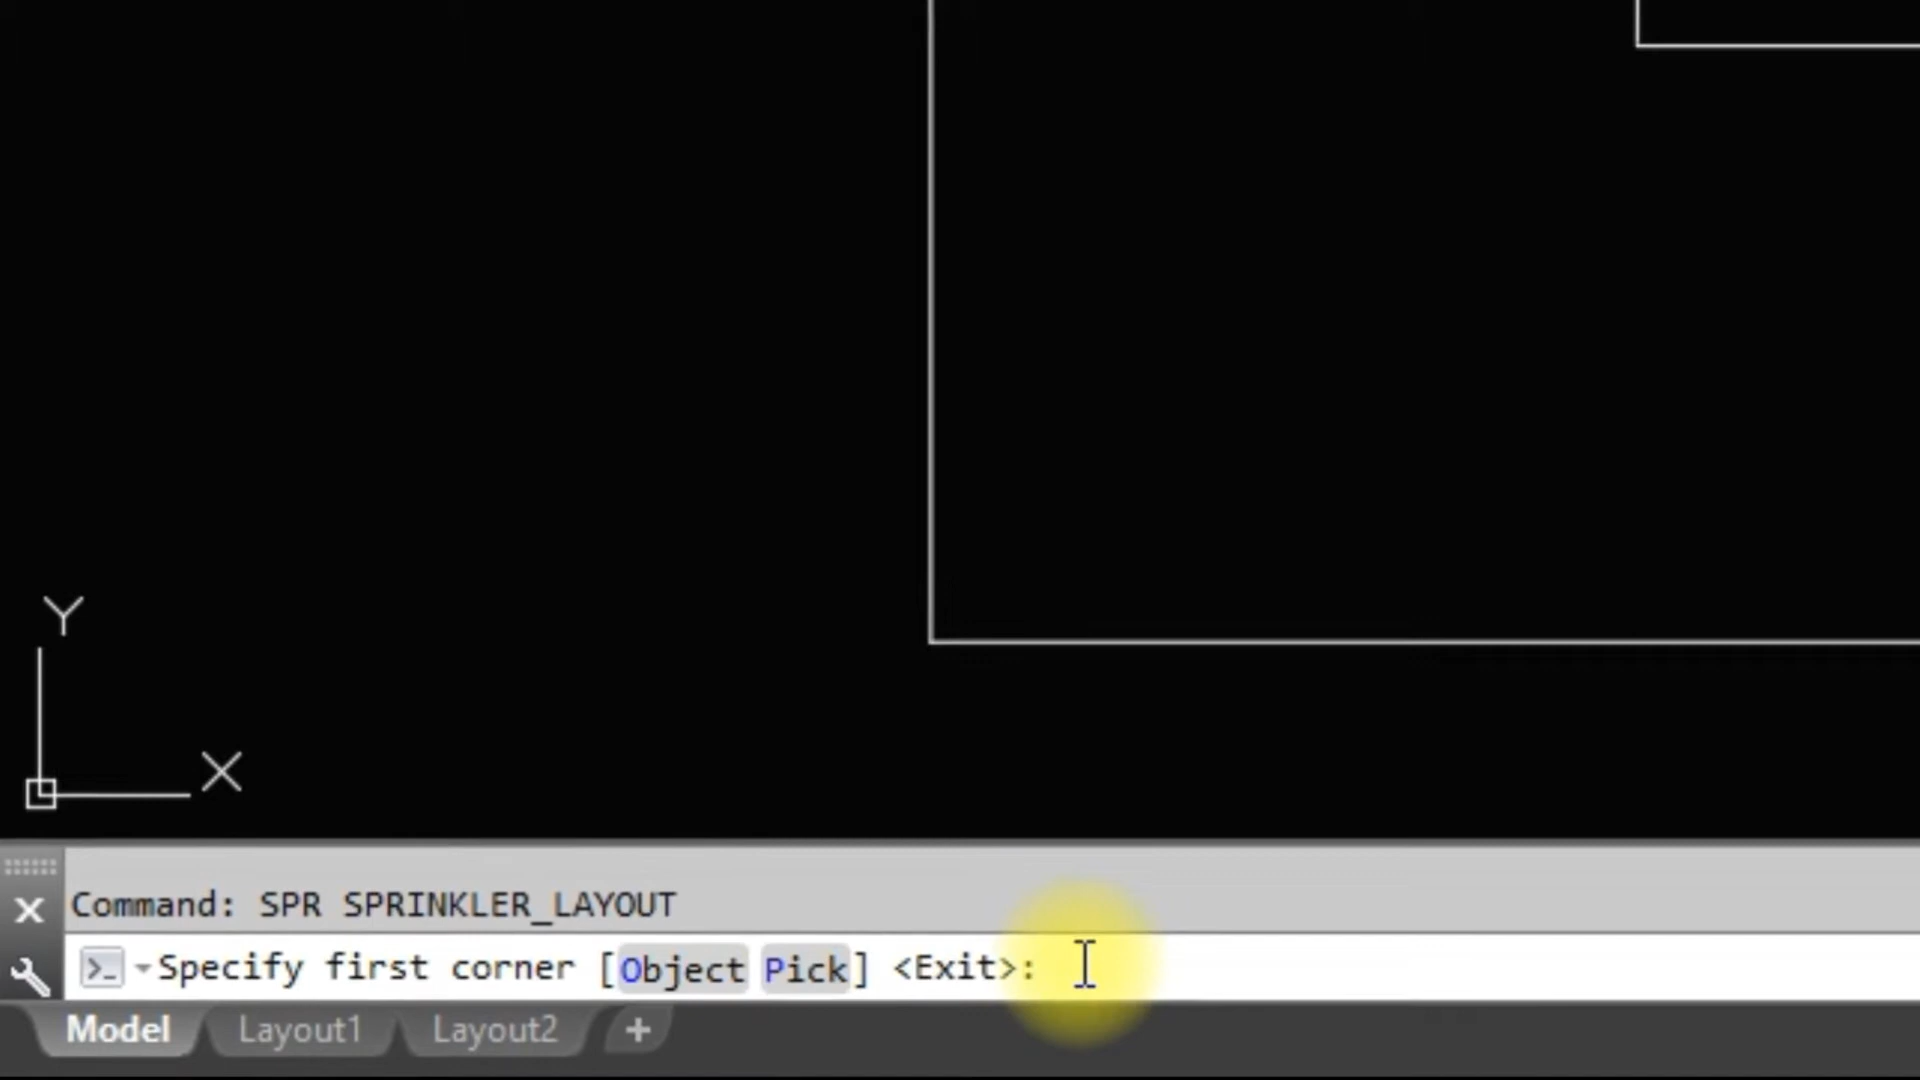 Y
X
Command: SPR SPRINKLER_LAYOUT
Specify first corner [Object Pick] <Exit>:
Model Layout1 Layout2 +